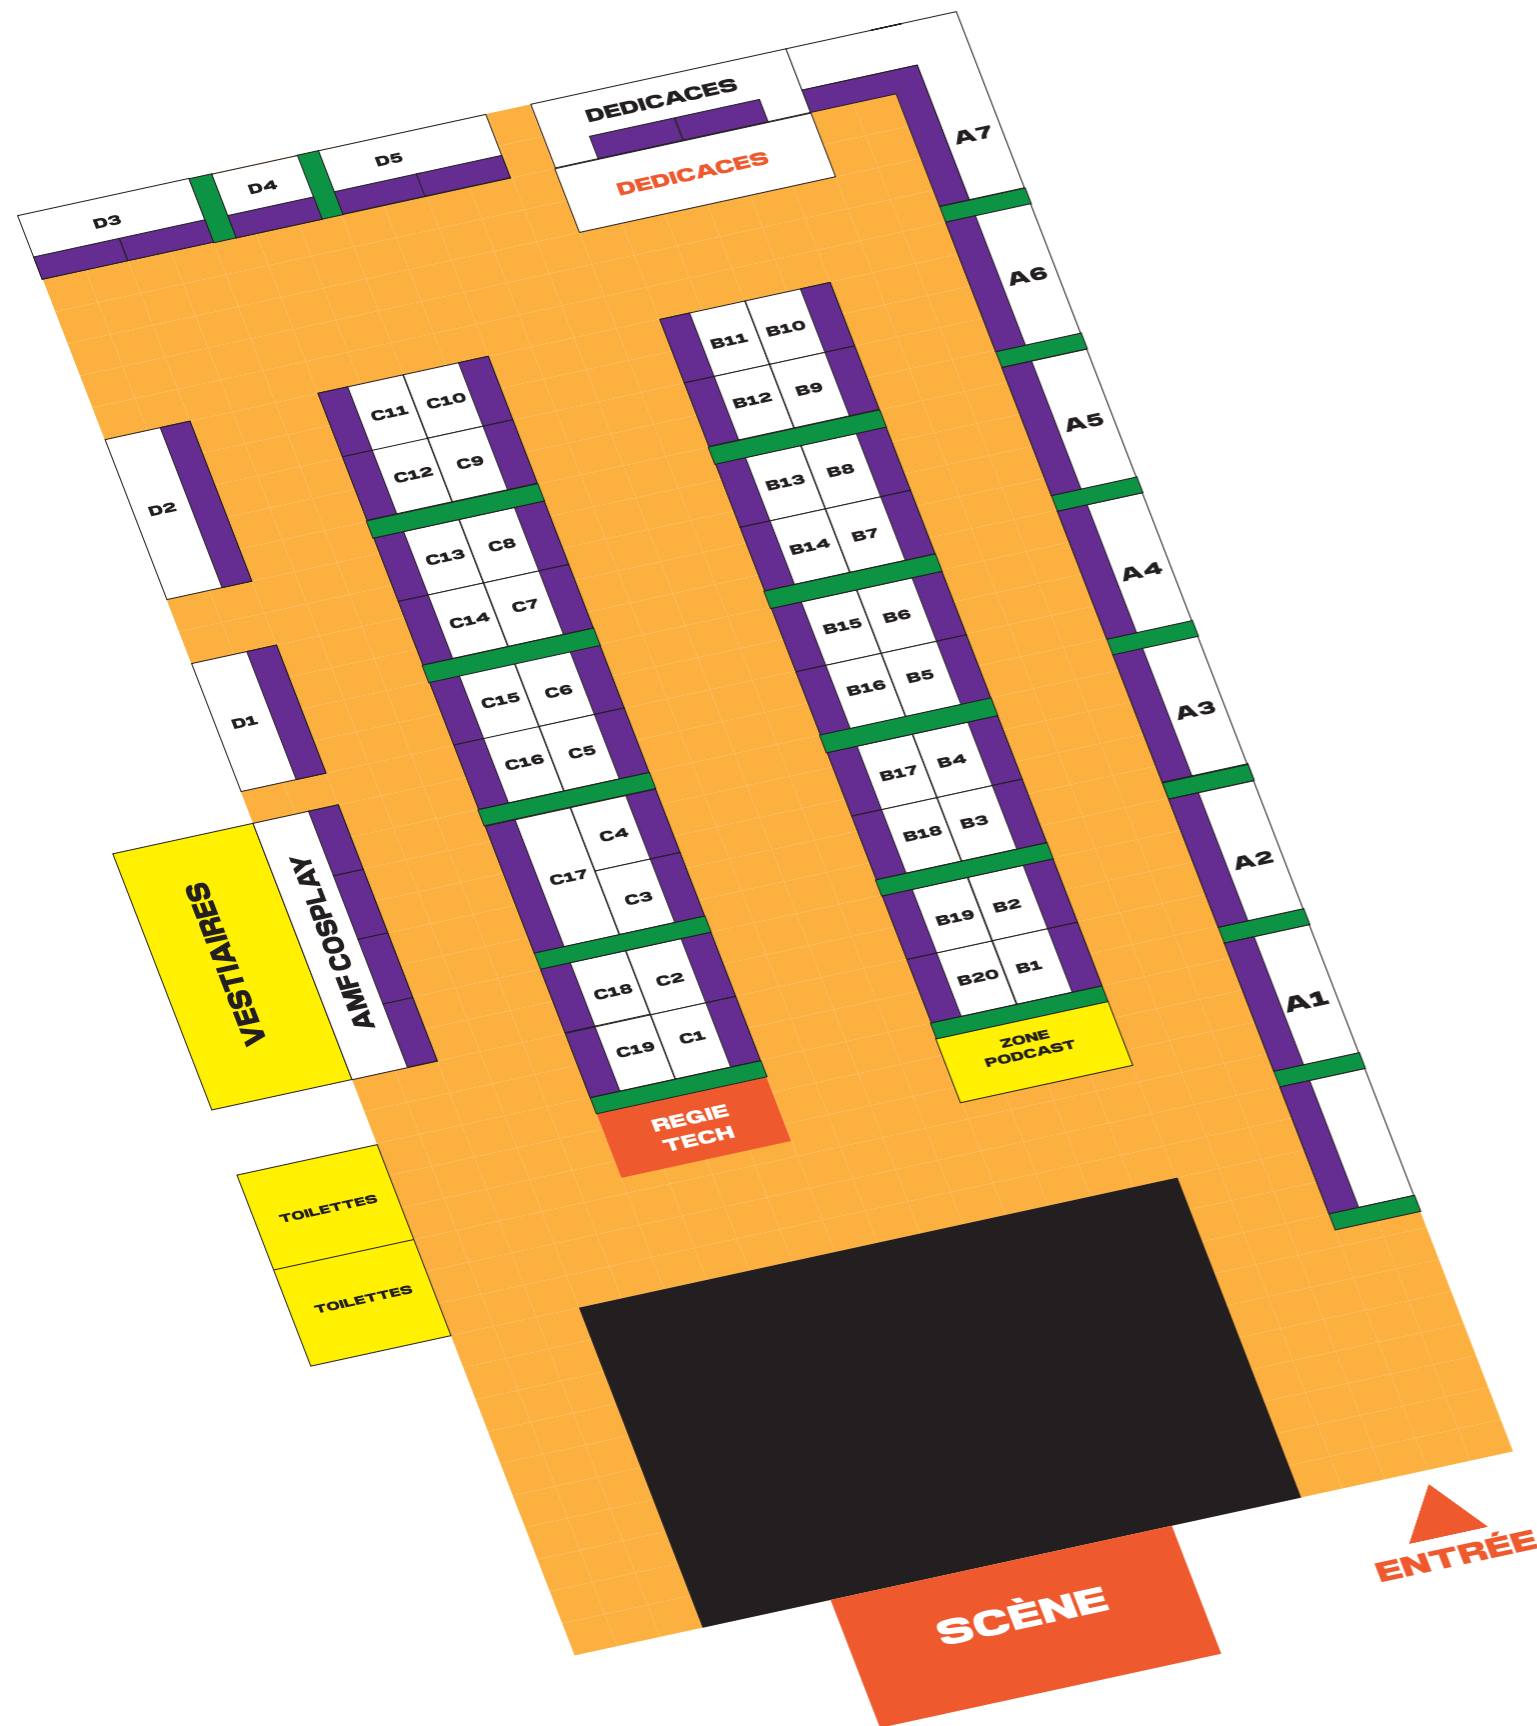 DEDICACES
A7
D5
DEDICACES
D4
D3
A6
B11 B10
B12 B9
C11 C10
A5
C12 C9
B13 B8
D2
B14 B7
C13 C8
A4
C14 C7
B15 B6
B16 B5
C15 C6
A3
D1
C16 C5
B17 B4
B18 B3
C4
A2
C17
C3
VESTIAIRES
AMF COSPLAY
B19 B2
B20 B1
C18 C2
A1
C19 C1
ZONE
PODCAST
REGIE
TECH
TOILETTES
TOILETTES
ENTRÉE
SCÈNE